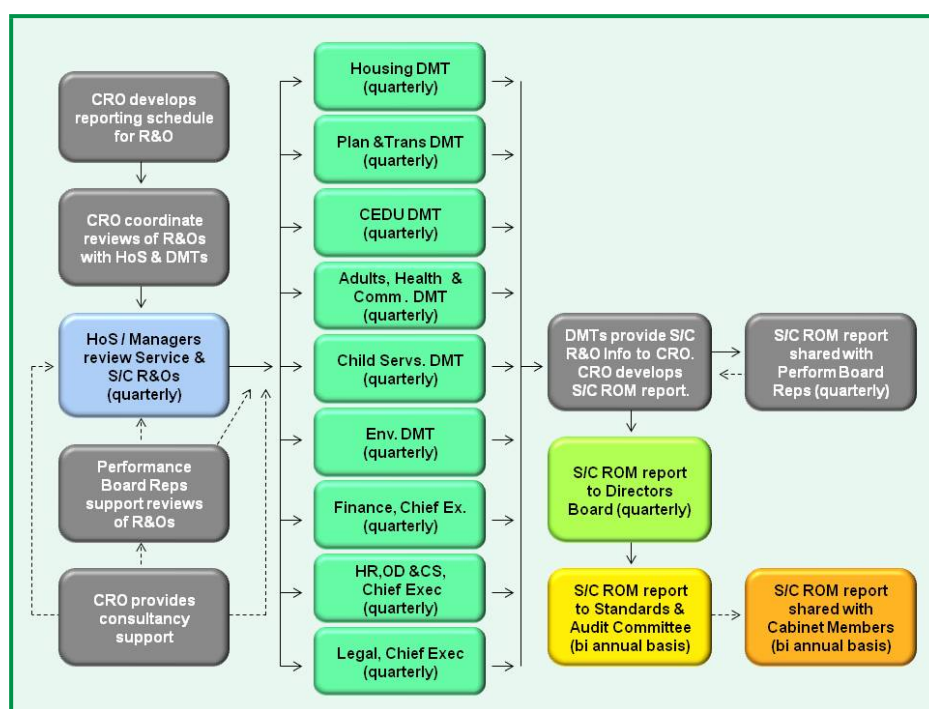 CRO develops
reporting schedule
for R&O
CRO coordinate
reviews of R&Os
with HoS & DMTs
HoS / Managers
review Service &
S/C R&Os
(quarterly)
Performance
Board Reps
support reviews
of R&Os
CRO provides
consultancy
support
Housing DMT
(quarterly)
Plan &Trans DMT
(quarterly)
CEDU DMT
(quarterly)
Adults, Health &
Comm . DMT
(quarterly)
Child Servs. DMT
(quarterly)
Env. DMT
(quarterly)
Finance, Chief Ex.
(quarterly)
HR,OD &CS,
Chief Exec
(quarterly)
Legal, Chief Exec
(quarterly)
DMTs provide S/C
R&O Info to CRO.
CRO develops
S/C ROM report.
S/C ROM report
shared with
Perform Board
Reps (quarterly)
S/C ROM report
to Directors
Board (quarterly)
S/C ROM report
to Standards &
Audit Committee
(bi annual basis)
S/C ROM report
shared with
Cabinet Members
(bi annual basis)